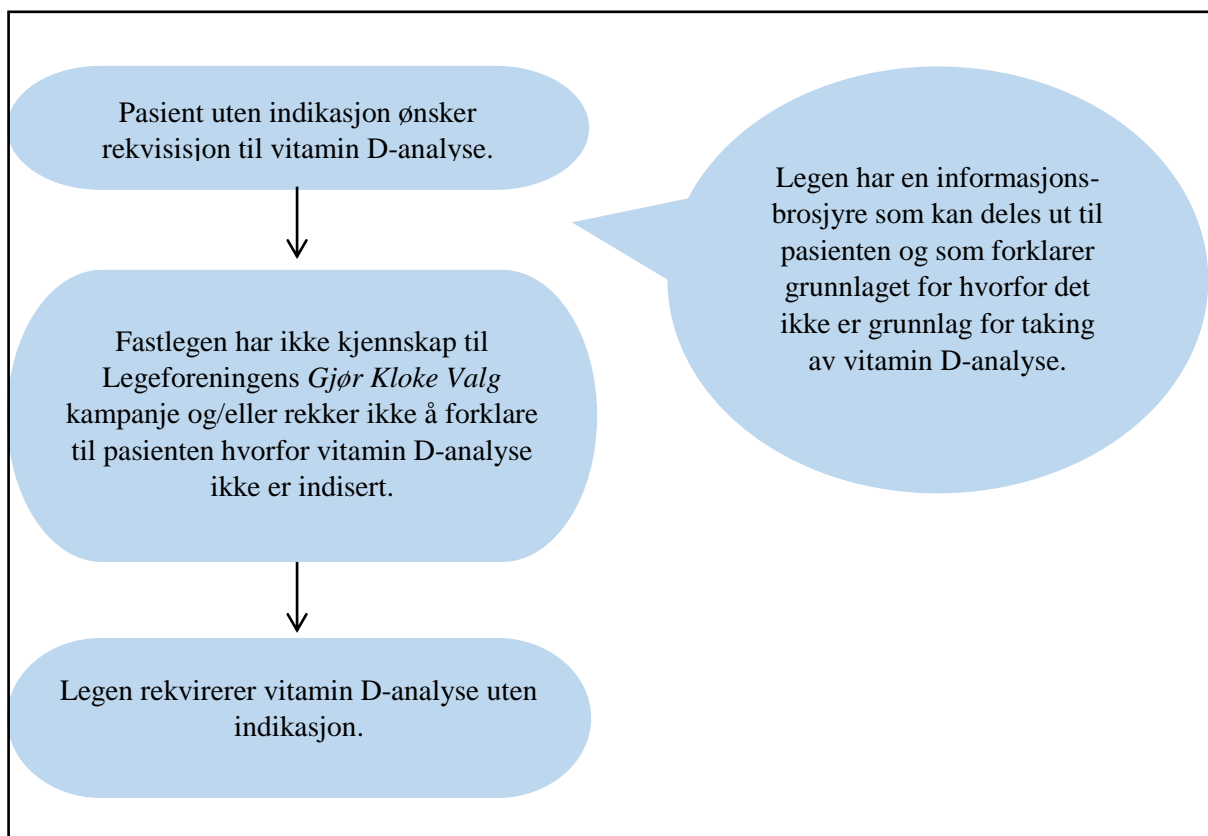 Pasient uten indikasjon ønsker
rekvisisjon til vitamin D-analyse.
Legen har en informasjons-
brosjyre som kan deles ut til
pasienten og som forklarer
grunnlaget for hvorfor det
ikke er grunnlag for taking
av vitamin D-analyse.
Fastlegen har ikke kjennskap til
Legeforeningens Gjør Kloke Valg
kampanje og/eller rekker ikke å forklare
til pasienten hvorfor vitamin D-analyse
ikke er indisert.
Legen rekvirerer vitamin D-analyse uten
indikasjon.